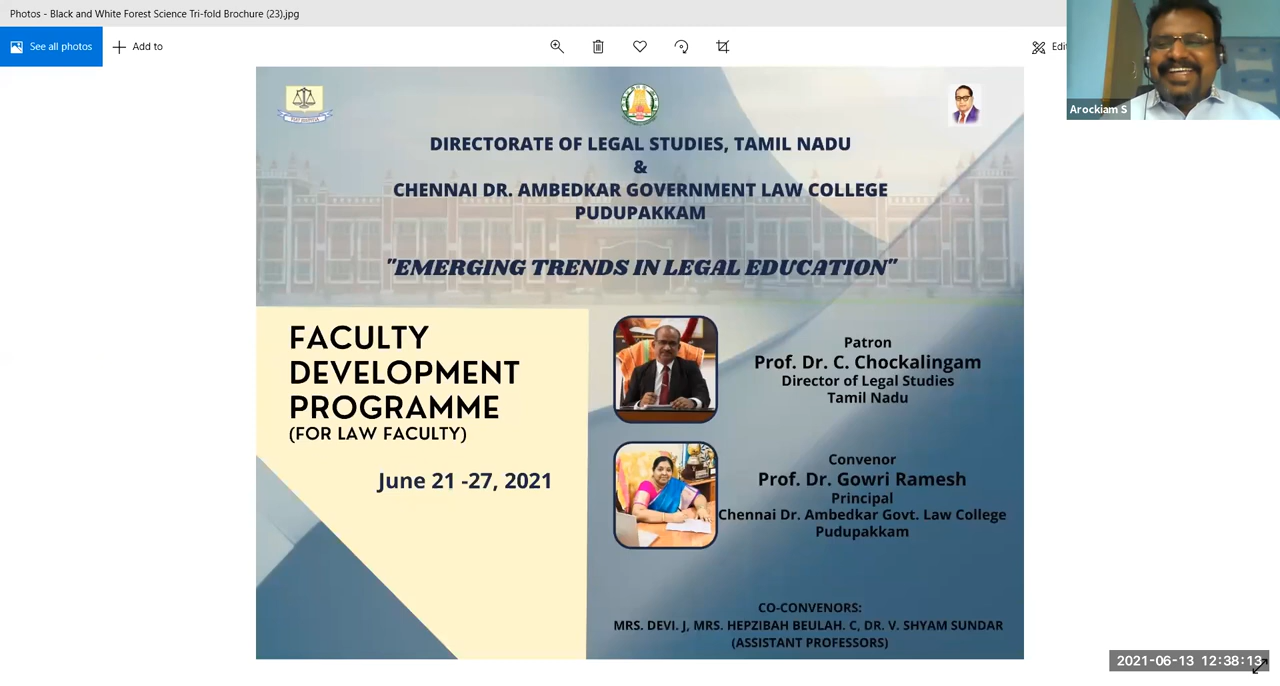 Photos - Black and White Forest Science Tri-fold Brochure (23).jpg
See all photos
Add to
Arockiam S
DIRECTORATE OF LEGAL STUDIES, TAMIL NADU
&
CHENNAI DR. AMBEDKAR GOVERNMENT LAW COLLEGE
PUDUPAKKAM
"EMERGING TRENDS IN LEGAL EDUCATION"
FACULTY
DEVELOPMENT
PROGRAMME
(FOR LAW FACULTY)
June 21 -27, 2021
Patron
Prof. Dr. C. Chockalingam
Director of Legal Studies
Tamil Nadu
Convenor
Prof. Dr. Gowri Ramesh
Principal
Chennai Dr. Ambedkar Govt. Law College
Pudupakkam
CO-CONVENORS:
MRS. DEVI. J, MRS. HEPZIBAH BEULAH. C, DR. V. SHYAM SUNDAR
(ASSISTANT PROFESSORS)
2021-06-13 12:38:13